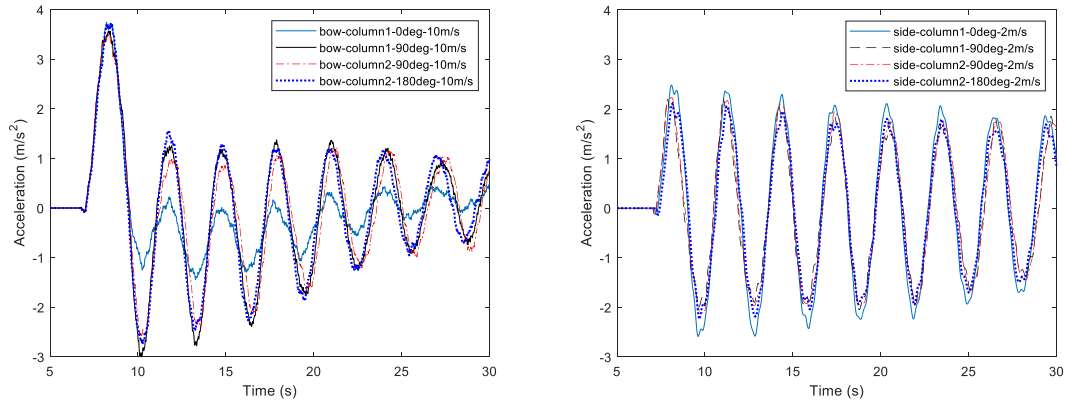 4
3
2
1
0
-1
-2
-3
5
10
15
20
25
30
Acceleration (m/s²)
Time (s)
bow-column1-0deg-10m/s
bow-column1-90deg-10m/s
bow-column2-90deg-10m/s
bow-column2-180deg-10m/s
4
3
2
1
0
-1
-2
-3
5
10
15
20
25
30
Acceleration (m/s²)
Time (s)
side-column1-0deg-2m/s
side-column1-90deg-2m/s
side-column2-90deg-2m/s
side-column2-180deg-2m/s